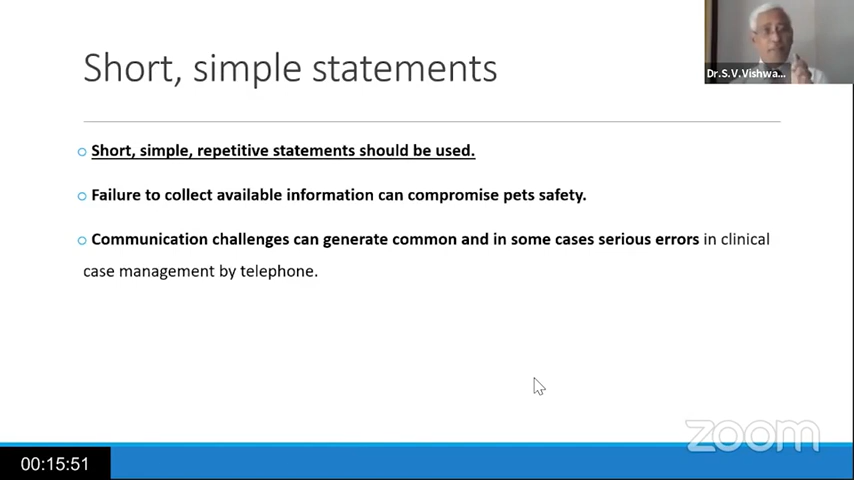 Short, simple statements
Dr.S.V.Vishwa...
Short, simple, repetitive statements should be used.
Failure to collect available information can compromise pets safety.
Communication challenges can generate common and in some cases serious errors in clinical
case management by telephone.
zoom
00:15:51